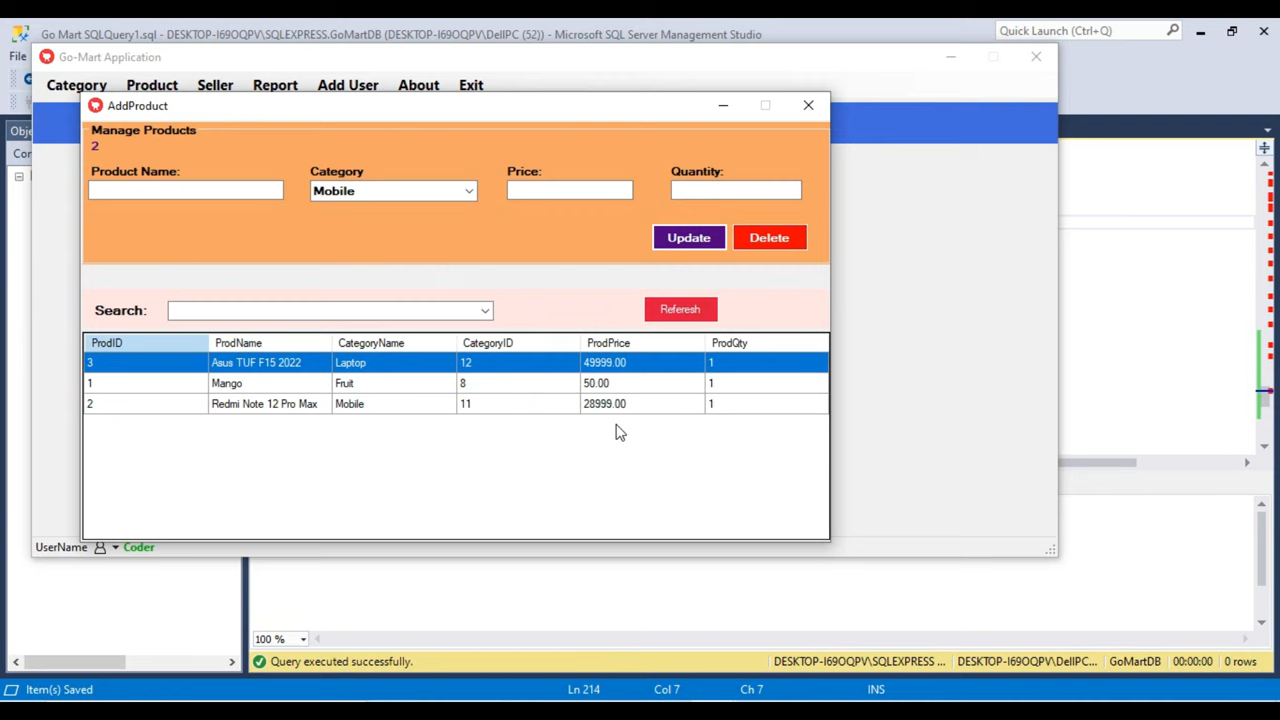 Go Mart SQLQuery1.sql - DESKTOP-I69OQPV\SQLEXPRESS.GoMartDB (DESKTOP-I69OQPV\DellPC (52)) - Microsoft SQL Server Management Studio
Quick Launch (Ctrl+Q)
File
Go-Mart Application
Category Product Seller Report Add User About Exit
AddProduct
Obje
Manage Products
2
Con
Product Name: Category Price: Quantity:
Mobile
Update Delete
Search: Referesh
ProdID ProdName CategoryName CategoryID ProdPrice ProdQty
3 Asus TUF F15 2022 Laptop 12 49999.00 1
1 Mango Fruit 8 50.00 1
2 Redmi Note 12 Pro Max Mobile 11 28999.00 1
UserName Coder
100 %
Query executed successfully. DESKTOP-I69OQPV\SQLEXPRESS ... DESKTOP-I69OQPV\DellPC... GoMartDB 00:00:00 0 rows
Item(s) Saved Ln 214 Col 7 Ch 7 INS